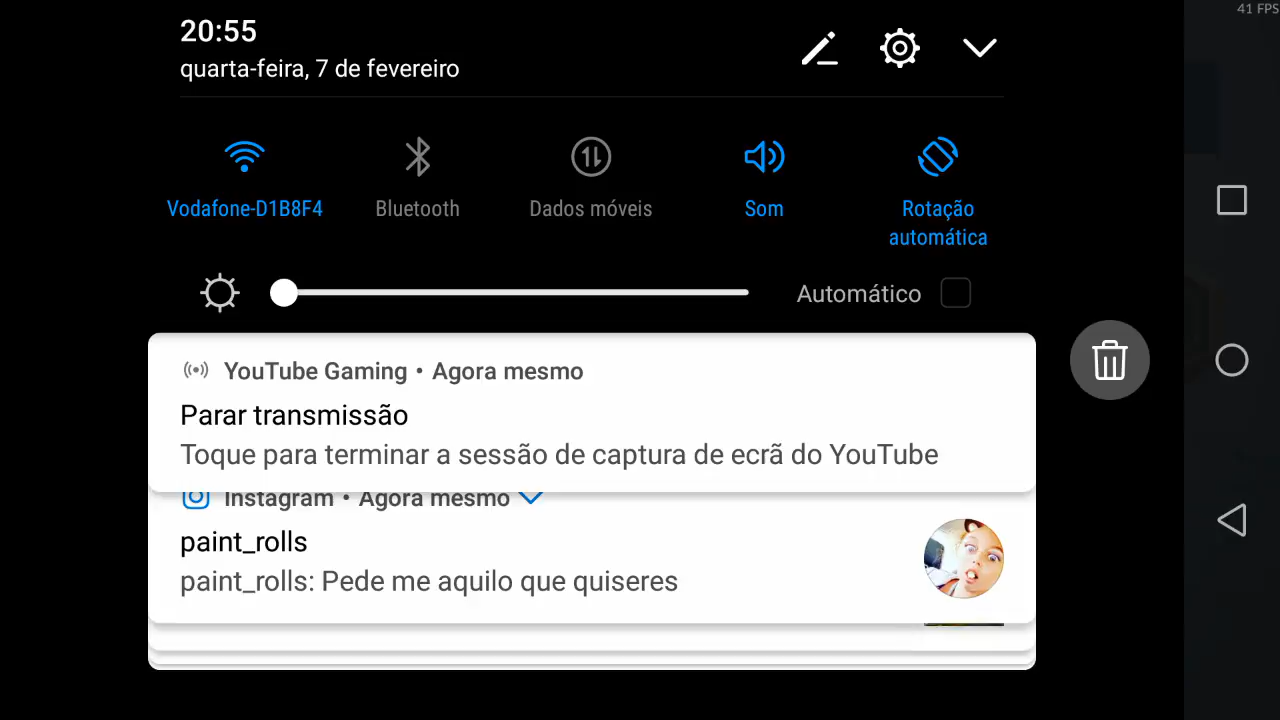 41 FPS
20:55
quarta-feira, 7 de fevereiro
Vodafone-D1B8F4
Bluetooth
Dados móveis
Som
Rotação
automática
Automático
YouTube Gaming • Agora mesmo
Parar transmissão
Toque para terminar a sessão de captura de ecrã do YouTube
Instagram • Agora mesmo
paint_rolls
paint_rolls: Pede me aquilo que quiseres